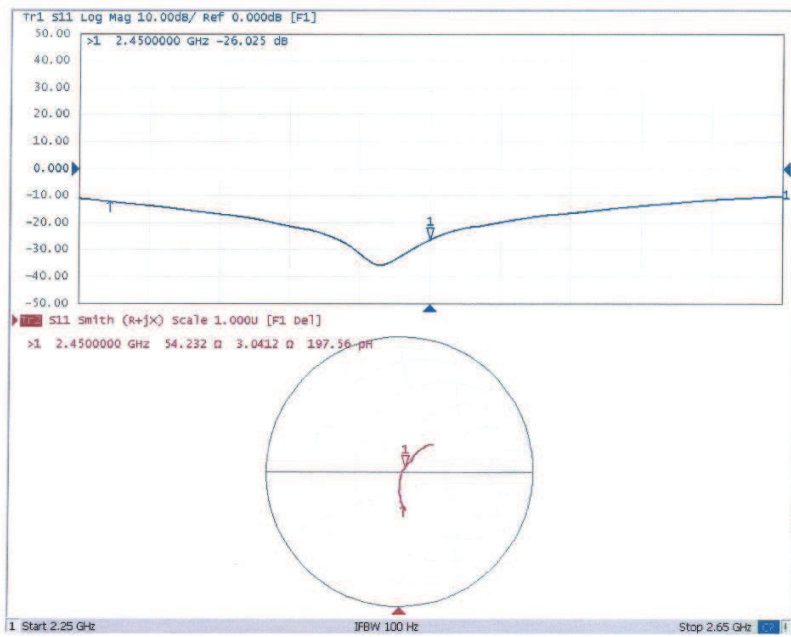 Tr1 S11 Log Mag 10.00dB/ Ref 0.000dB [F1]
50.00
>1 2.4500000 GHz -26.025 dB
40.00
30.00
20.00
10.00
0.000
-10.00
1
-20.00
1
-30.00
-40.00
-50.00
Tr2 S11 Smith (R+jX) Scale 1.000U [F1 Del]
>1 2.4500000 GHz 54.232 Ω 3.0412 Ω 197.56 pH
1
1 Start 2.25 GHz IFBW 100 Hz Stop 2.65 GHz